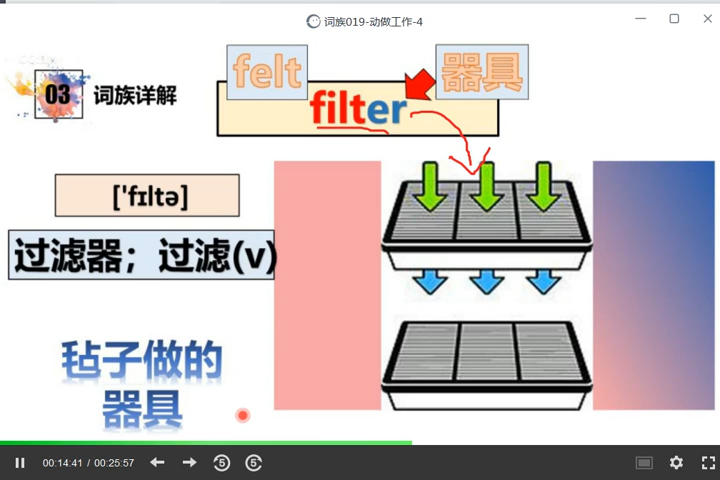 词族019-动做工作-4
felt
器具
03
词族详解
filter
['fɪltə]
过滤器；过滤(v)
毡子做的
器具
00:14:41 / 00:25:57
5
5